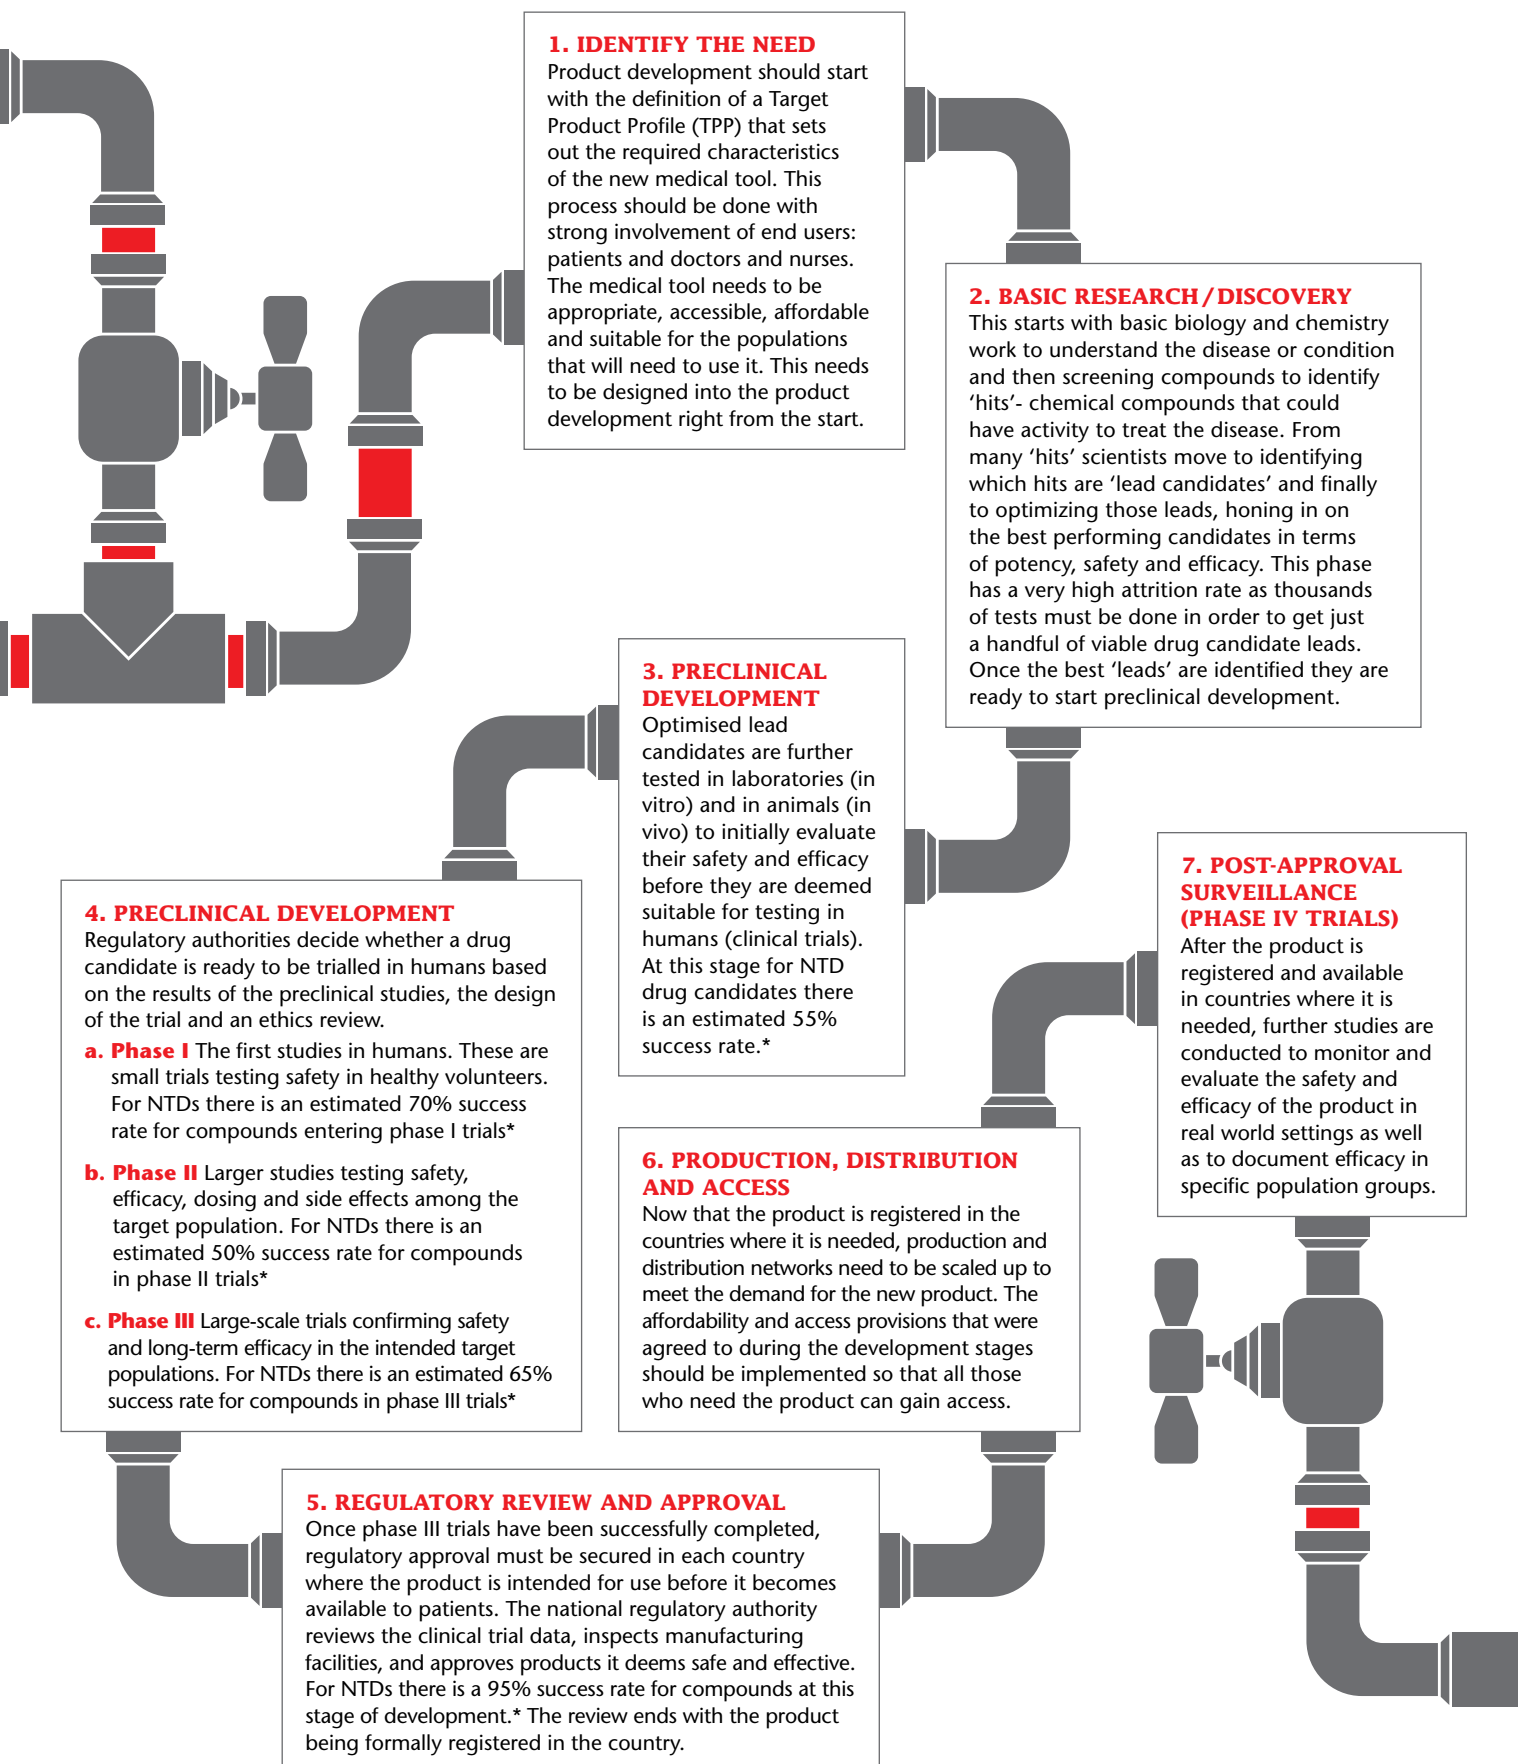 1. IDENTIFY THE NEED
Product development should start
with the definition of a Target
Product Profile (TPP) that sets
out the required characteristics
of the new medical tool. This
process should be done with
strong involvement of end users:
patients and doctors and nurses.
The medical tool needs to be
appropriate, accessible, affordable
and suitable for the populations
that will need to use it. This needs
to be designed into the product
development right from the start.
2. BASIC RESEARCH / DISCOVERY
This starts with basic biology and chemistry
work to understand the disease or condition
and then screening compounds to identify
‘hits’- chemical compounds that could
have activity to treat the disease. From
many ‘hits’ scientists move to identifying
which hits are ‘lead candidates’ and finally
to optimizing those leads, honing in on
the best performing candidates in terms
of potency, safety and efficacy. This phase
has a very high attrition rate as thousands
of tests must be done in order to get just
a handful of viable drug candidate leads.
Once the best ‘leads’ are identified they are
ready to start preclinical development.
3. PRECLINICAL
DEVELOPMENT
Optimised lead
candidates are further
tested in laboratories (in
vitro) and in animals (in
vivo) to initially evaluate
their safety and efficacy
before they are deemed
suitable for testing in
humans (clinical trials).
At this stage for NTD
drug candidates there
is an estimated 55%
success rate.*
4. PRECLINICAL DEVELOPMENT
Regulatory authorities decide whether a drug
candidate is ready to be trialled in humans based
on the results of the preclinical studies, the design
of the trial and an ethics review.
a. Phase I The first studies in humans. These are
small trials testing safety in healthy volunteers.
For NTDs there is an estimated 70% success
rate for compounds entering phase I trials*
b. Phase II Larger studies testing safety,
efficacy, dosing and side effects among the
target population. For NTDs there is an
estimated 50% success rate for compounds
in phase II trials*
c. Phase III Large-scale trials confirming safety
and long-term efficacy in the intended target
populations. For NTDs there is an estimated 65%
success rate for compounds in phase III trials*
5. REGULATORY REVIEW AND APPROVAL
Once phase III trials have been successfully completed,
regulatory approval must be secured in each country
where the product is intended for use before it becomes
available to patients. The national regulatory authority
reviews the clinical trial data, inspects manufacturing
facilities, and approves products it deems safe and effective.
For NTDs there is a 95% success rate for compounds at this
stage of development.* The review ends with the product
being formally registered in the country.
6. PRODUCTION, DISTRIBUTION
AND ACCESS
Now that the product is registered in the
countries where it is needed, production and
distribution networks need to be scaled up to
meet the demand for the new product. The
affordability and access provisions that were
agreed to during the development stages
should be implemented so that all those
who need the product can gain access.
7. POST-APPROVAL
SURVEILLANCE
(PHASE IV TRIALS)
After the product is
registered and available
in countries where it is
needed, further studies are
conducted to monitor and
evaluate the safety and
efficacy of the product in
real world settings as well
as to document efficacy in
specific population groups.